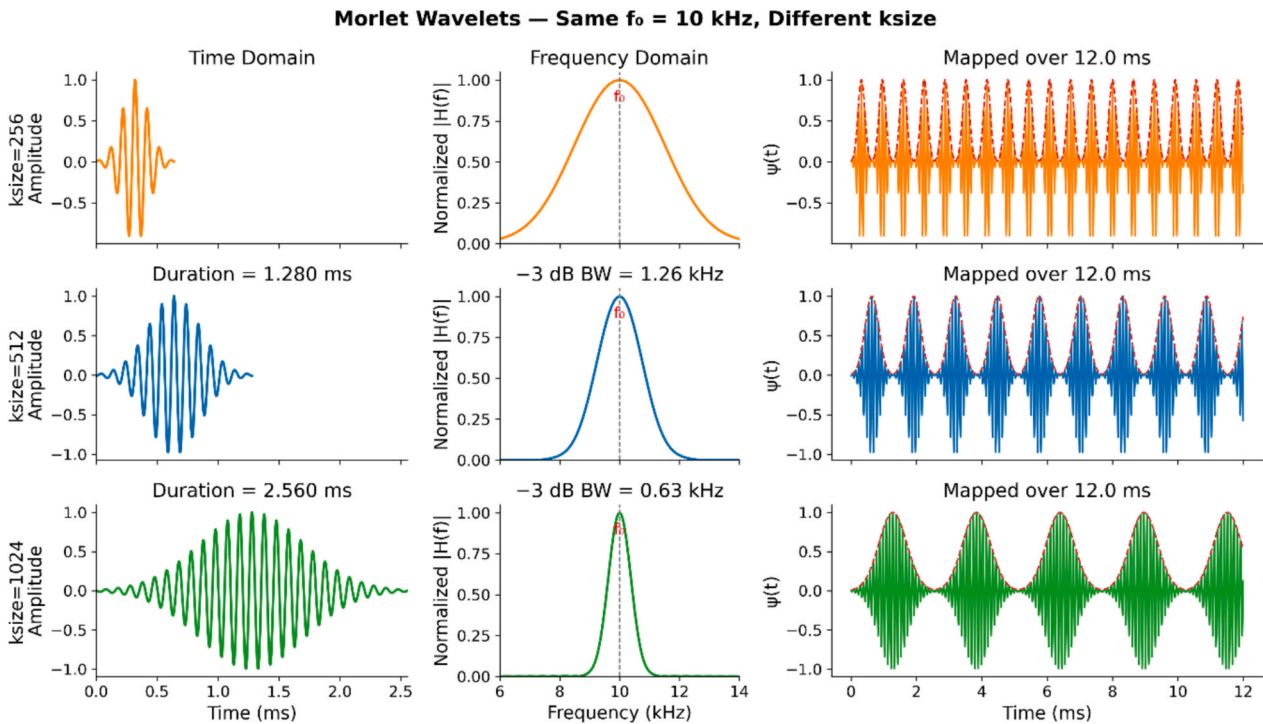 Morlet Wavelets — Same f₀ = 10 kHz, Different ksize
Time Domain
Frequency Domain
Mapped over 12.0 ms
ksize=256
Amplitude
1.0
0.5
0.0
−0.5
Normalized |H(f)|
1.00
0.75
0.50
0.25
0.00
f₀
ψ(t)
1.0
0.5
0.0
−0.5
Duration = 1.280 ms
−3 dB BW = 1.26 kHz
Mapped over 12.0 ms
ksize=512
Amplitude
1.0
0.5
0.0
−0.5
−1.0
Normalized |H(f)|
1.00
0.75
0.50
0.25
0.00
f₀
ψ(t)
1.0
0.5
0.0
−0.5
−1.0
Duration = 2.560 ms
−3 dB BW = 0.63 kHz
Mapped over 12.0 ms
ksize=1024
Amplitude
1.0
0.5
0.0
−0.5
−1.0
0.0 0.5 1.0 1.5 2.0 2.5
Time (ms)
Normalized |H(f)|
1.00
0.75
0.50
0.25
0.00
f₀
6 8 10 12 14
Frequency (kHz)
ψ(t)
1.0
0.5
0.0
−0.5
−1.0
0 2 4 6 8 10 12
Time (ms)